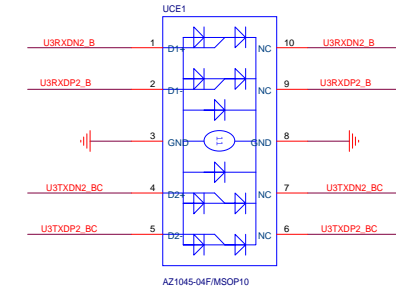 UCE1
U3RXDN2_B 1 D1+ NC 10 U3RXDN2_B
U3RXDP2_B 2 D1- NC 9 U3RXDP2_B
3 GND 11 GND 8
U3TXDN2_BC 4 D2+ NC 7 U3TXDN2_BC
U3TXDP2_BC 5 D2- NC 6 U3TXDP2_BC
AZ1045-04F/MSOP10